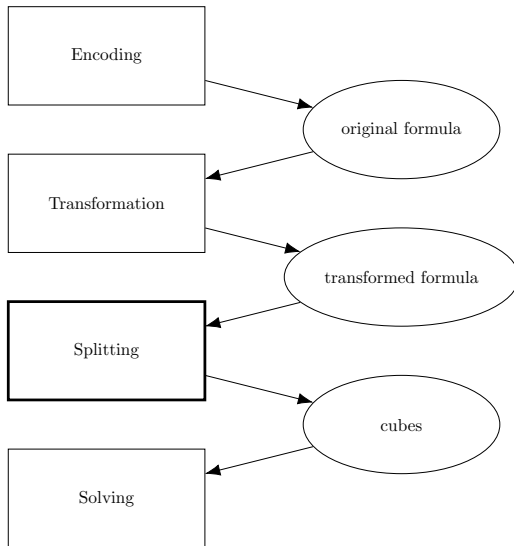 Encoding
original formula
Transformation
transformed formula
Splitting
cubes
Solving